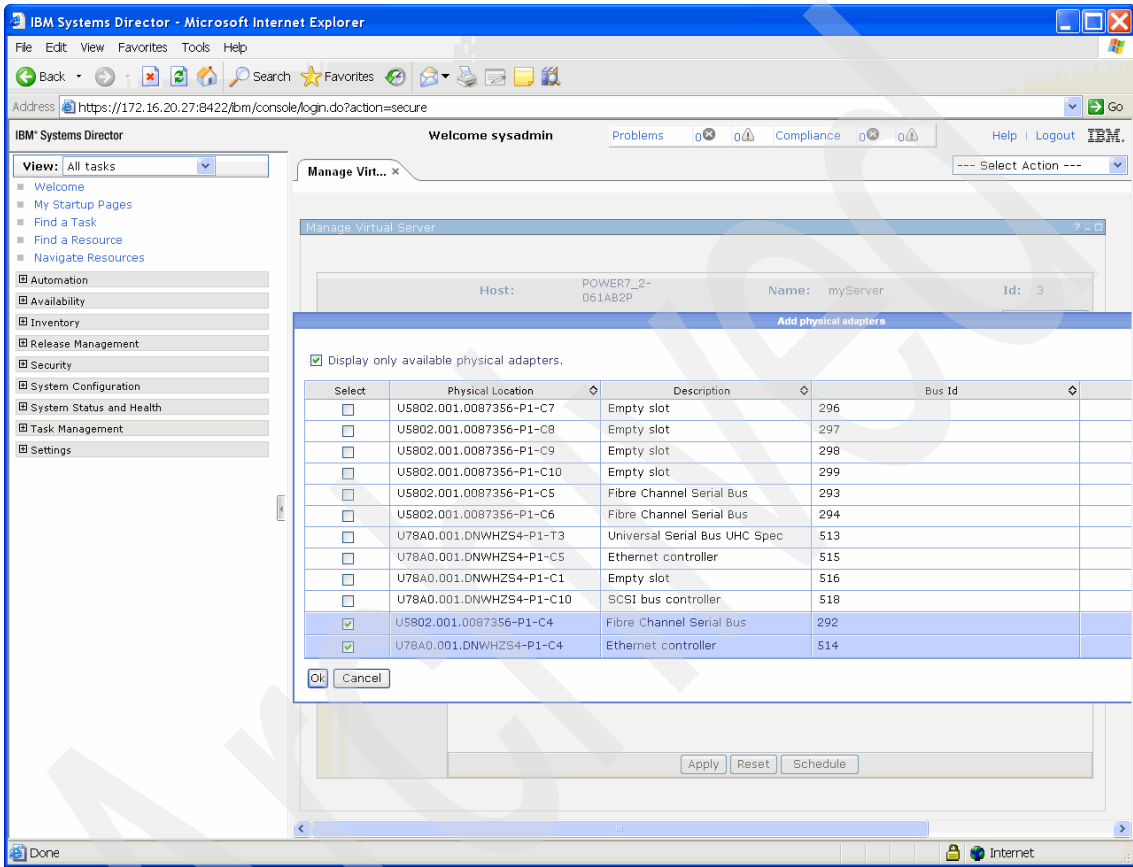 IBM Systems Director - Microsoft Internet Explorer
File Edit View Favorites Tools Help
Back Search Favorites
Address https://172.16.20.27:8422/ibm/console/login.do?action=secure Go
IBM® Systems Director Welcome sysadmin Problems 0 0 Compliance 0 0 Help | Logout IBM.
View: All tasks
Welcome
My Startup Pages
Find a Task
Find a Resource
Navigate Resources
Automation
Availability
Inventory
Release Management
Security
System Configuration
System Status and Health
Task Management
Settings
Manage Virt... ×
--- Select Action ---
Manage Virtual Server
Host: POWER7_2-
061AB2P
Name: myServer Id: 3
Add physical adapters
Display only available physical adapters.
Select Physical Location Description Bus Id
U5802.001.0087356-P1-C7 Empty slot 296
U5802.001.0087356-P1-C8 Empty slot 297
U5802.001.0087356-P1-C9 Empty slot 298
U5802.001.0087356-P1-C10 Empty slot 299
U5802.001.0087356-P1-C5 Fibre Channel Serial Bus 293
U5802.001.0087356-P1-C6 Fibre Channel Serial Bus 294
U78A0.001.DNWHZS4-P1-T3 Universal Serial Bus UHC Spec 513
U78A0.001.DNWHZS4-P1-C5 Ethernet controller 515
U78A0.001.DNWHZS4-P1-C1 Empty slot 516
U78A0.001.DNWHZS4-P1-C10 SCSI bus controller 518
U5802.001.0087356-P1-C4 Fibre Channel Serial Bus 292
U78A0.001.DNWHZS4-P1-C4 Ethernet controller 514
Ok Cancel
Apply Reset Schedule
Done Internet
Archived